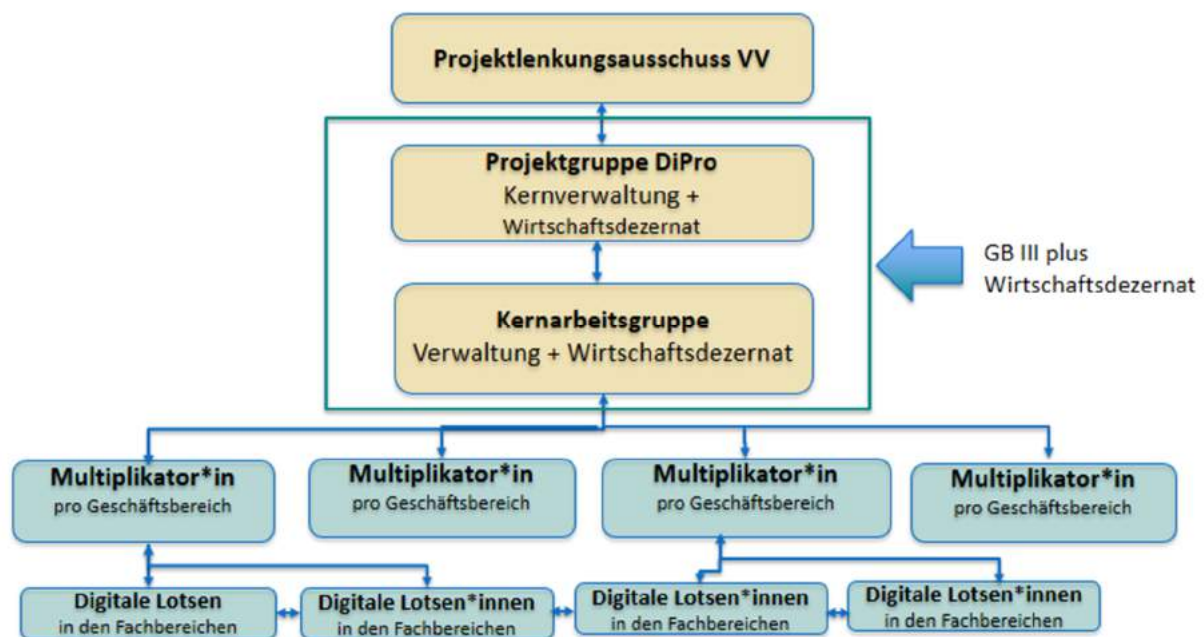 Projektlenkungsausschuss VV
Projektgruppe DiPro
Kernverwaltung +
Wirtschaftsdezernat
GB III plus
Wirtschaftsdezernat
Kernarbeitsgruppe
Verwaltung + Wirtschaftsdezernat
Multiplikator*in
pro Geschäftsbereich
Multiplikator*in
pro Geschäftsbereich
Multiplikator*in
pro Geschäftsbereich
Multiplikator*in
pro Geschäftsbereich
Digitale Lotsen
in den Fachbereichen
Digitale Lotsen*innen
in den Fachbereichen
Digitale Lotsen*innen
in den Fachbereichen
Digitale Lotsen*innen
in den Fachbereichen